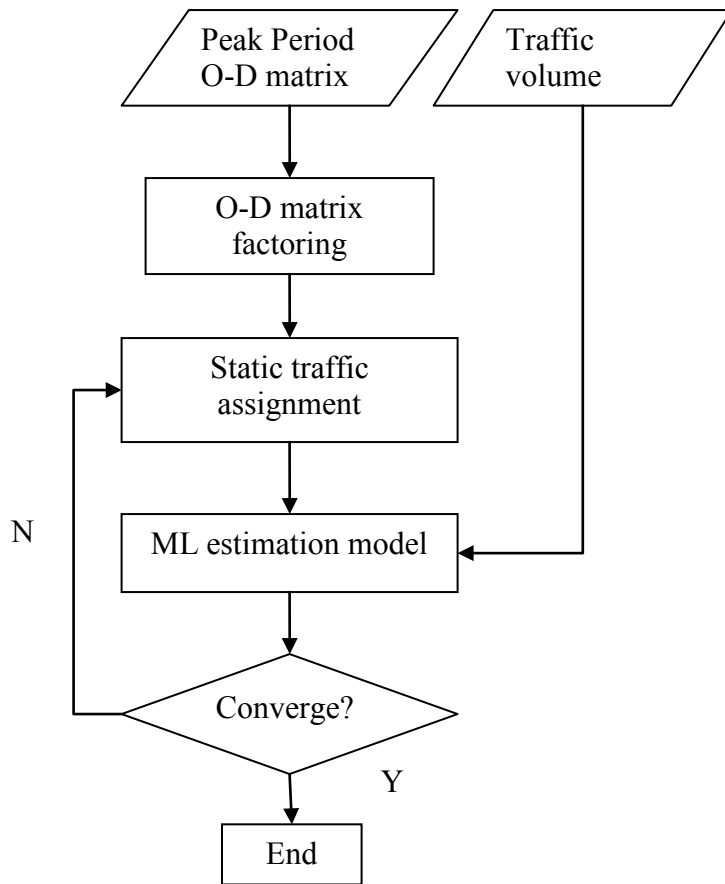 Peak Period
O-D matrix
Traffic
volume
O-D matrix
factoring
Static traffic
assignment
N
ML estimation model
Converge?
Y
End